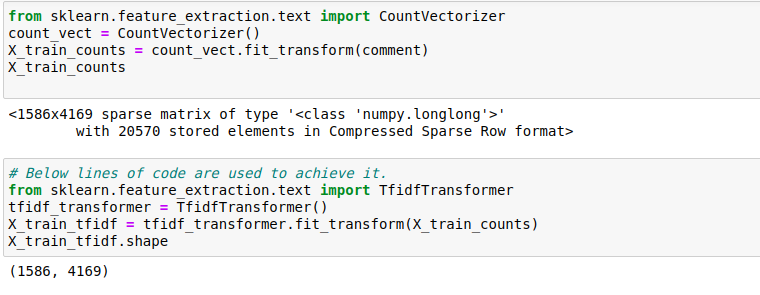 from sklearn.feature_extraction.text import CountVectorizer
count_vect = CountVectorizer()
X_train_counts = count_vect.fit_transform(comment)
X_train_counts
<1586x4169 sparse matrix of type '<class 'numpy.longlong'>'
        with 20570 stored elements in Compressed Sparse Row format>
# Below lines of code are used to achieve it.
from sklearn.feature_extraction.text import TfidfTransformer
tfidf_transformer = TfidfTransformer()
X_train_tfidf = tfidf_transformer.fit_transform(X_train_counts)
X_train_tfidf.shape
(1586, 4169)